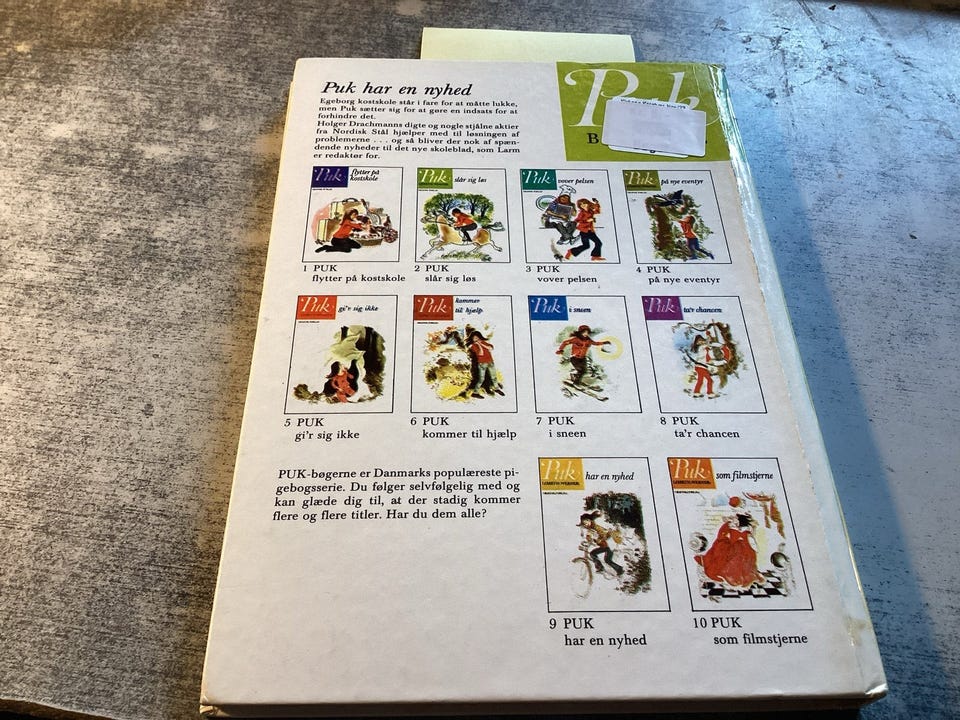 Puk har en nyhed
Egeborg kostskole står i fare for at måtte lukke,
men Puk sætter sig for at gøre en indsats for at
forhindre det.
Holger Drachmanns digte og nogle stjålne aktier
fra Nordisk Stål hjælper med til løsningen af
problemerne . . . og så bliver der nok af spæn-
dende nyheder til det nye skoleblad, som Larm
er redaktør for.
Puk
B
Puk flytter på
kostskole
Puk slår sig løs
Puk vover pelsen
Puk på nye eventyr
1 PUK
flytter på kostskole
2 PUK
slår sig løs
3 PUK
vover pelsen
4 PUK
på nye eventyr
Puk gi'r sig ikke
Puk kommer
til hjælp
Puk i sneen
Puk ta'r chancen
5 PUK
gi'r sig ikke
6 PUK
kommer til hjælp
7 PUK
i sneen
8 PUK
ta'r chancen
PUK-bøgerne er Danmarks populæreste pi-
gebogsserie. Du følger selvfølgelig med og
kan glæde dig til, at der stadig kommer
flere og flere titler. Har du dem alle?
Puk har en nyhed
Puk som filmstjerne
9 PUK
har en nyhed
10 PUK
som filmstjerne